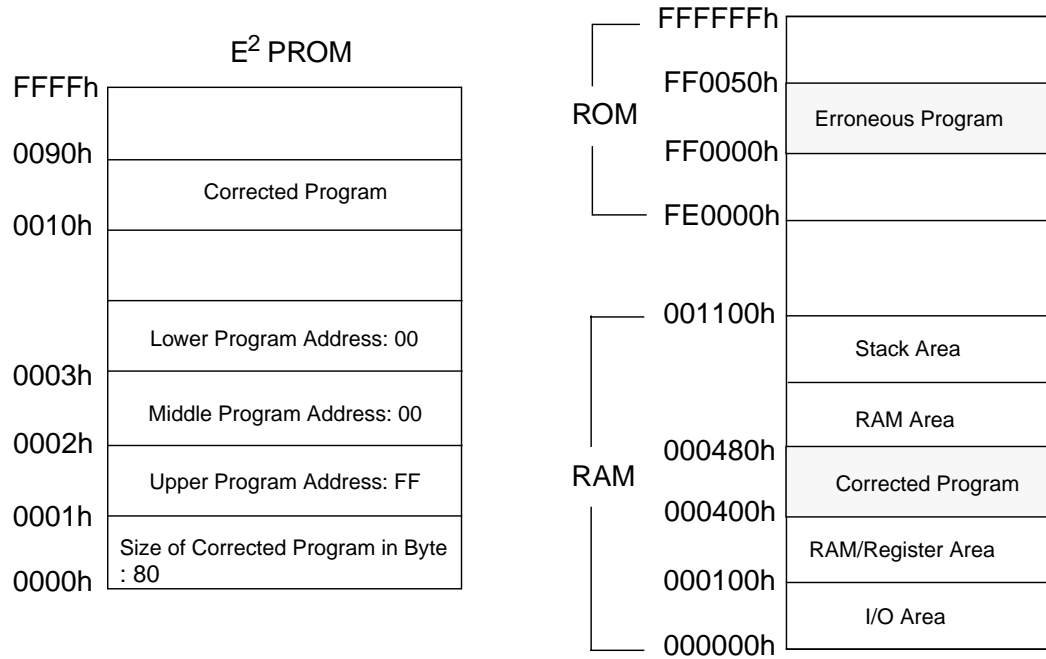 E2 PROM
FFFFh
0090h
Corrected Program
0010h
Lower Program Address: 00
0003h
Middle Program Address: 00
0002h
Upper Program Address: FF
0001h
Size of Corrected Program in Byte
: 80
0000h
FFFFFFh
FF0050h
ROM
Erroneous Program
FF0000h
FE0000h
001100h
Stack Area
RAM Area
000480h
RAM
Corrected Program
000400h
RAM/Register Area
000100h
I/O Area
000000h